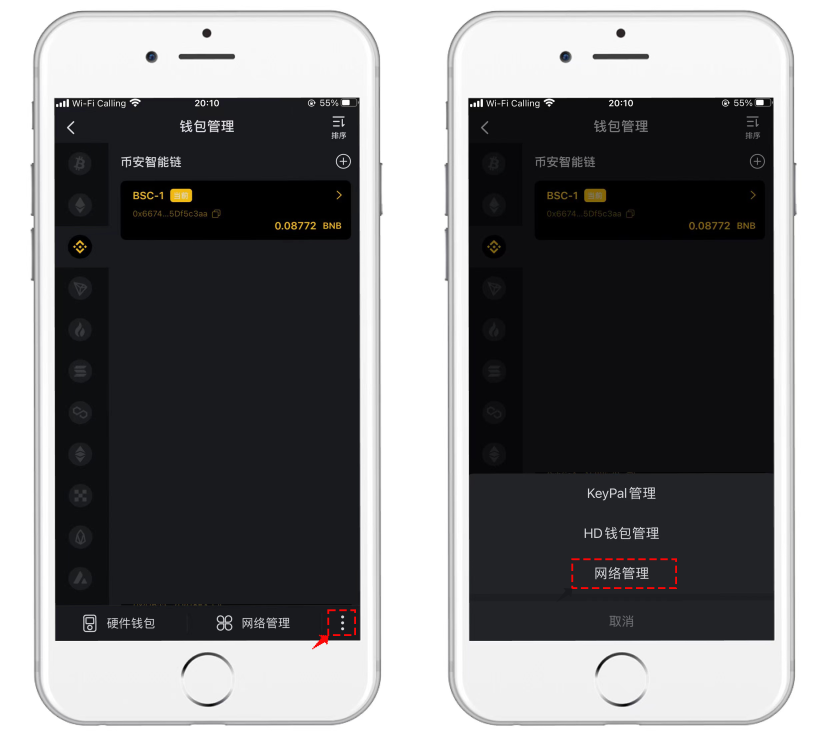 Wi-Fi Calling 20:10 55%
钱包管理
排序
币安智能链
BSC-1 当前
0x6674...5Df5c3aa
0.08772 BNB
硬件钱包 网络管理
Wi-Fi Calling 20:10 55%
钱包管理
排序
币安智能链
BSC-1 当前
0x6674...5Df5c3aa
0.08772 BNB
KeyPal管理
HD钱包管理
网络管理
取消